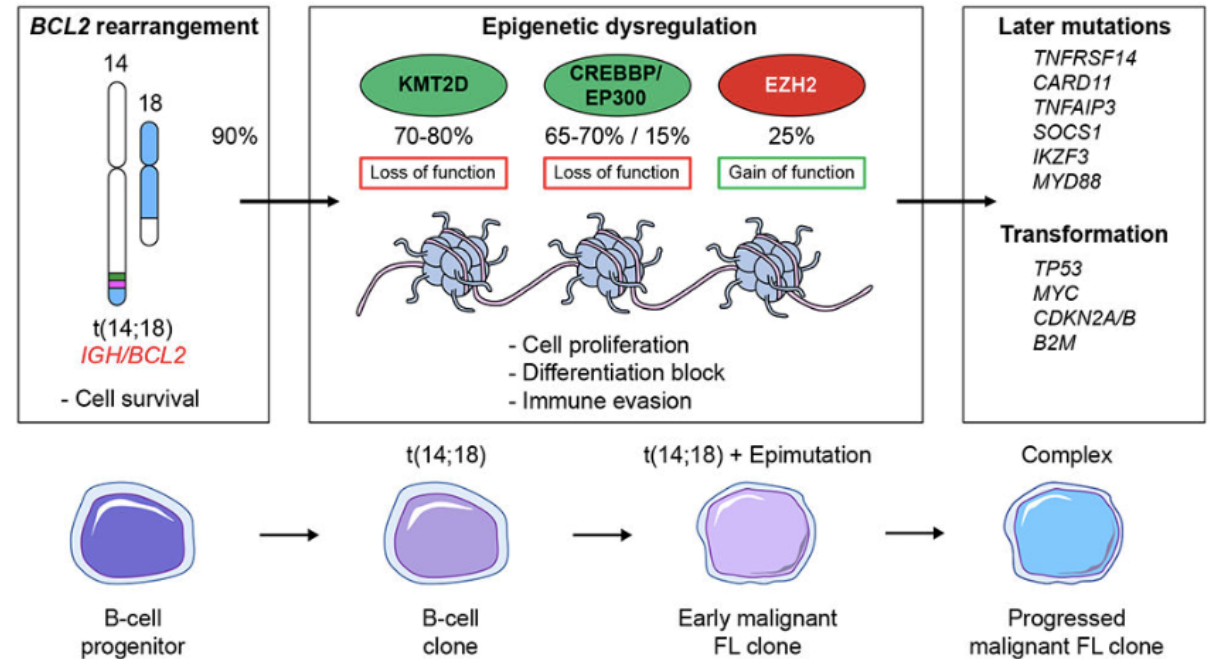 BCL2 rearrangement
14
18
90%
t(14;18)
IGH/BCL2
- Cell survival
Epigenetic dysregulation
KMT2D
70-80%
Loss of function
CREBBP/
EP300
65-70% / 15%
Loss of function
EZH2
25%
Gain of function
- Cell proliferation
- Differentiation block
- Immune evasion
Later mutations
TNFRSF14
CARD11
TNFAIP3
SOCS1
IKZF3
MYD88
Transformation
TP53
MYC
CDKN2A/B
B2M
t(14;18)
t(14;18) + Epimutation
Complex
B-cell
progenitor
B-cell
clone
Early malignant
FL clone
Progressed
malignant FL clone